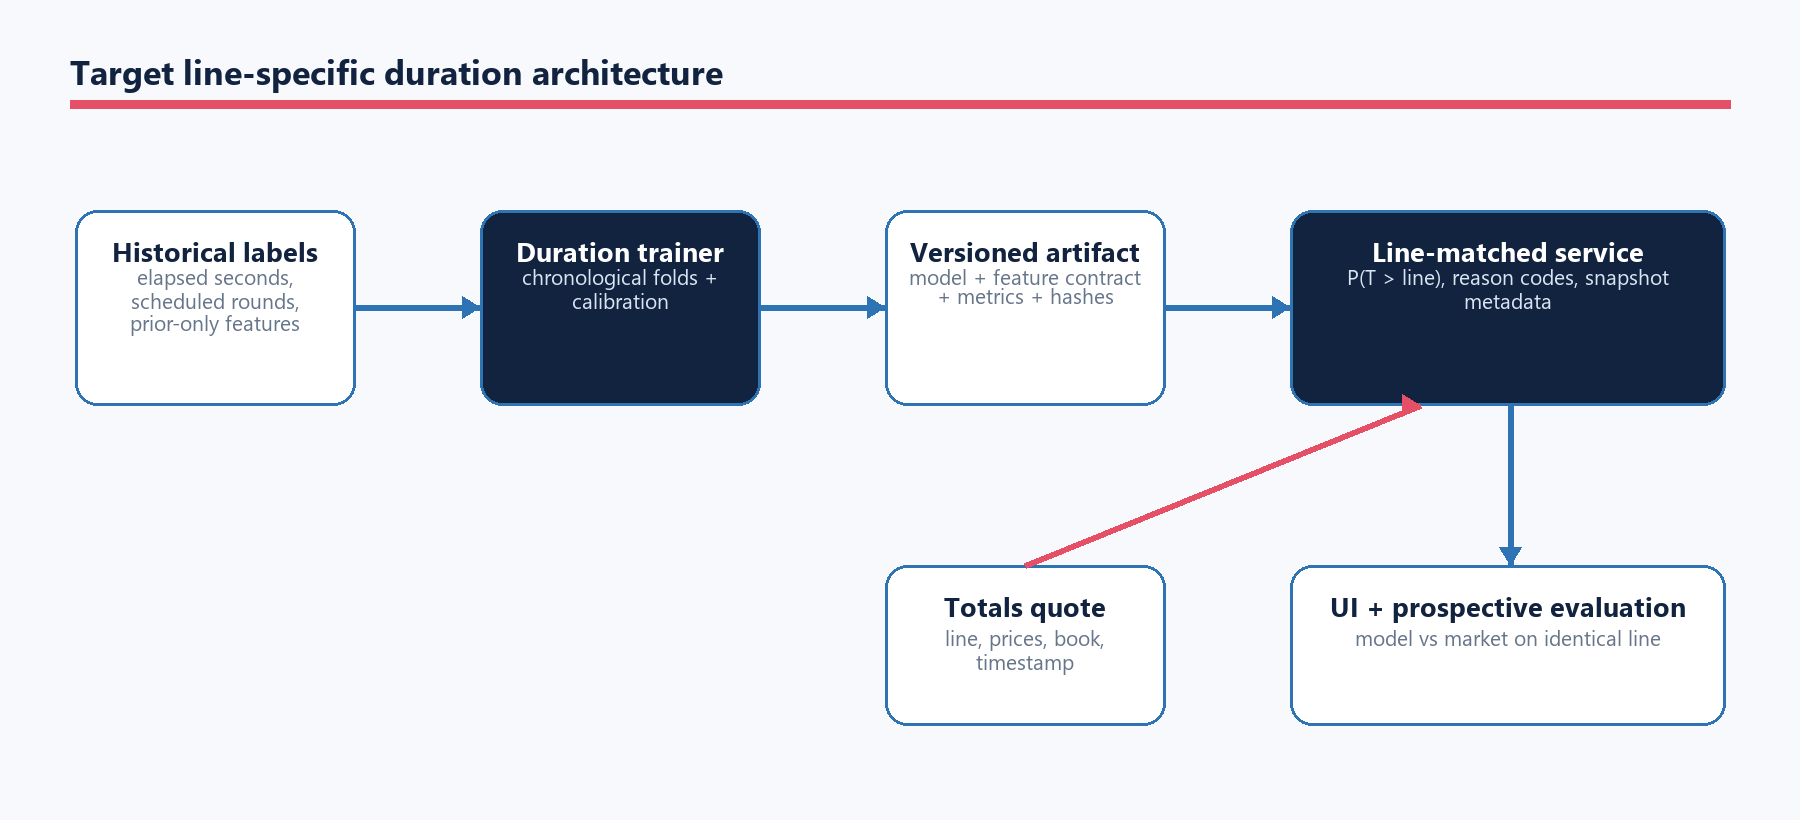 Target line-specific duration architecture
Historical labels
elapsed seconds,
scheduled rounds,
prior-only features
Duration trainer
chronological folds +
calibration
Versioned artifact
model + feature contract
+ metrics + hashes
Line-matched service
P(T > line), reason codes, snapshot
metadata
Totals quote
line, prices, book,
timestamp
UI + prospective evaluation
model vs market on identical line